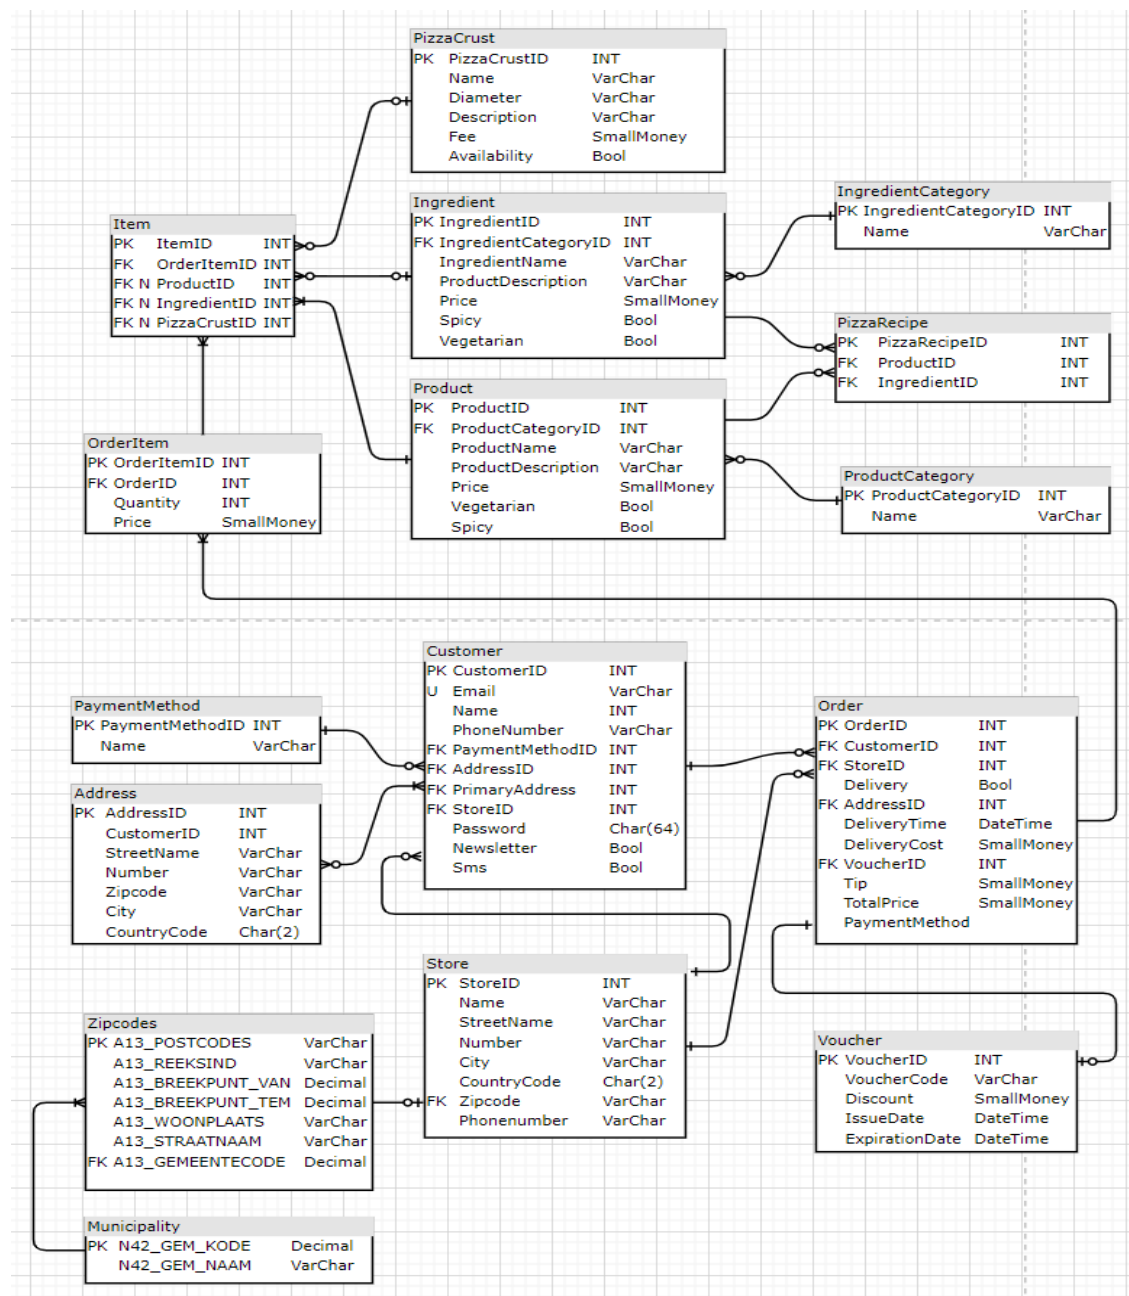 PizzaCrust
PK PizzaCrustID INT
Name VarChar
Diameter VarChar
Description VarChar
Fee SmallMoney
Availability Bool
Ingredient
PK IngredientID INT
FK IngredientCategoryID INT
IngredientName VarChar
ProductDescription VarChar
Price SmallMoney
Spicy Bool
Vegetarian Bool
IngredientCategory
PK IngredientCategoryID INT
Name VarChar
Item
PK ItemID INT
FK OrderItemID INT
FK N ProductID INT
FK N IngredientID INT
FK N PizzaCrustID INT
PizzaRecipe
PK PizzaRecipeID INT
FK ProductID INT
FK IngredientID INT
Product
PK ProductID INT
FK ProductCategoryID INT
ProductName VarChar
ProductDescription VarChar
Price SmallMoney
Vegetarian Bool
Spicy Bool
OrderItem
PK OrderItemID INT
FK OrderID INT
Quantity INT
Price SmallMoney
ProductCategory
PK ProductCategoryID INT
Name VarChar
Customer
PK CustomerID INT
U Email VarChar
Name INT
PhoneNumber VarChar
FK PaymentMethodID INT
FK AddressID INT
FK PrimaryAddress INT
FK StoreID INT
Password Char(64)
Newsletter Bool
Sms Bool
PaymentMethod
PK PaymentMethodID INT
Name VarChar
Address
PK AddressID INT
CustomerID INT
StreetName VarChar
Number VarChar
Zipcode VarChar
City VarChar
CountryCode Char(2)
Order
PK OrderID INT
FK CustomerID INT
FK StoreID INT
Delivery Bool
FK AddressID INT
DeliveryTime DateTime
DeliveryCost SmallMoney
FK VoucherID INT
Tip SmallMoney
TotalPrice SmallMoney
PaymentMethod
Store
PK StoreID INT
Name VarChar
StreetName VarChar
Number VarChar
City VarChar
CountryCode Char(2)
FK Zipcode VarChar
Phonenumber VarChar
Zipcodes
PK A13_POSTCODES VarChar
A13_REEKSIND VarChar
A13_BREEKPUNT_VAN Decimal
A13_BREEKPUNT_TEM Decimal
A13_WOONPLAATS VarChar
A13_STRAATNAAM VarChar
FK A13_GEMEENTECODE Decimal
Voucher
PK VoucherID INT
VoucherCode VarChar
Discount SmallMoney
IssueDate DateTime
ExpirationDate DateTime
Municipality
PK N42_GEM_KODE Decimal
N42_GEM_NAAM VarChar